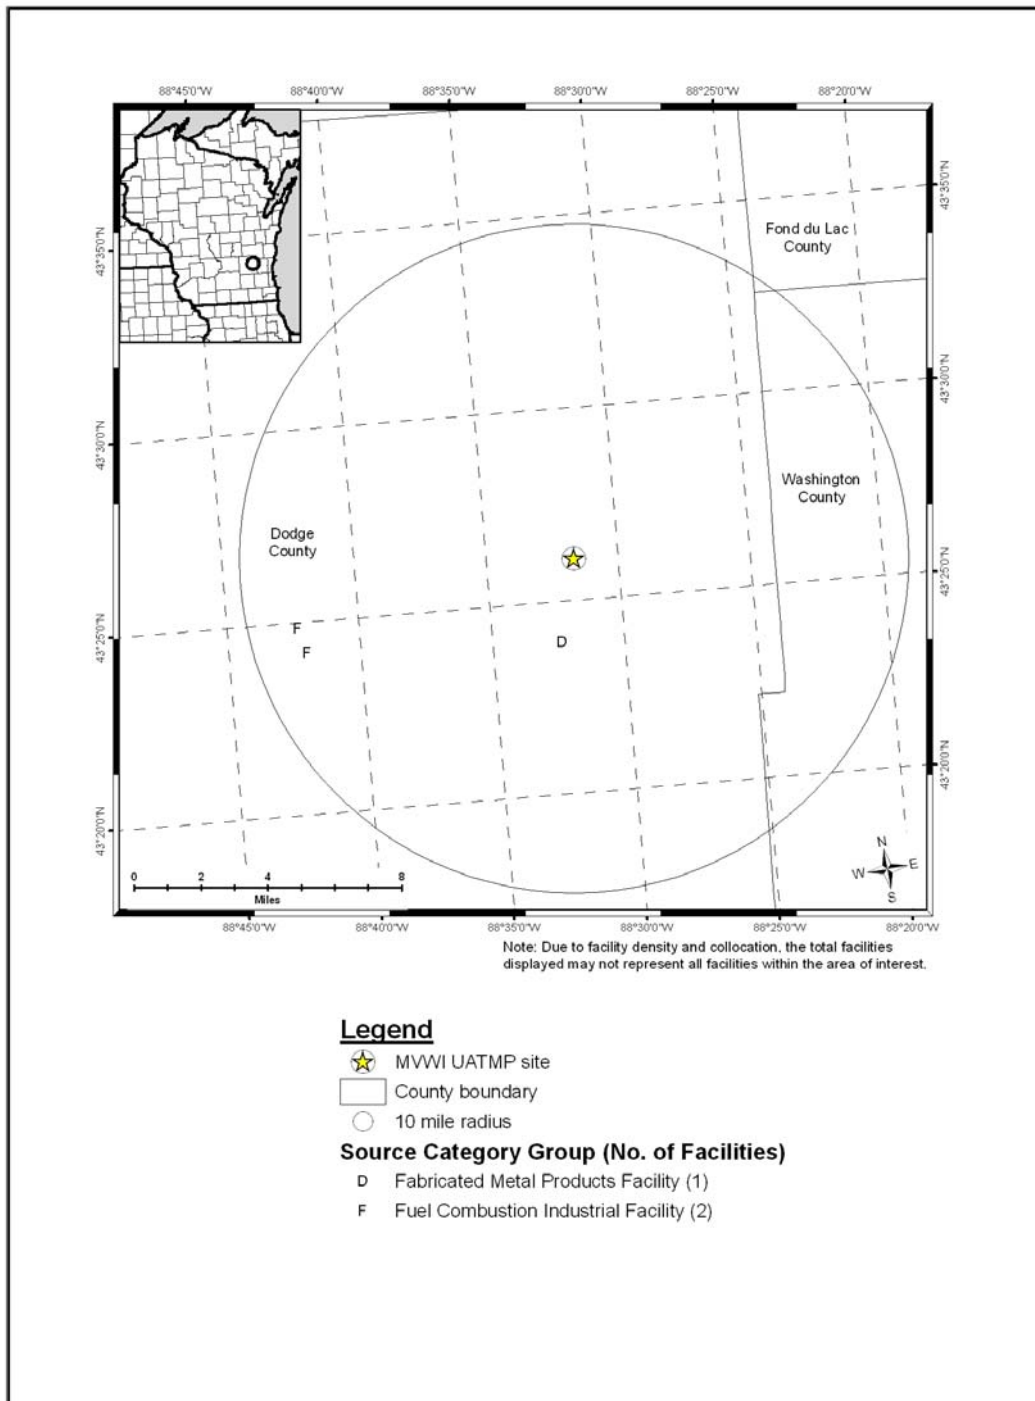 88°45'0"W
88°40'0"W
88°35'0"W
88°30'0"W
88°25'0"W
88°20'0"W
43°35'0"N
43°30'0"N
43°25'0"N
43°20'0"N
43°35'0"N
43°30'0"N
43°25'0"N
43°20'0"N
Fond du Lac
County
Washington
County
Dodge
County
F
F
D
N
W
E
S
0
2
4
6
8
Miles
88°45'0"W
88°40'0"W
88°35'0"W
88°30'0"W
88°25'0"W
88°20'0"W
Note: Due to facility density and collocation, the total facilities
displayed may not represent all facilities within the area of interest.
Legend
MVWI UATMP site
County boundary
10 mile radius
Source Category Group (No. of Facilities)
D Fabricated Metal Products Facility (1)
F Fuel Combustion Industrial Facility (2)